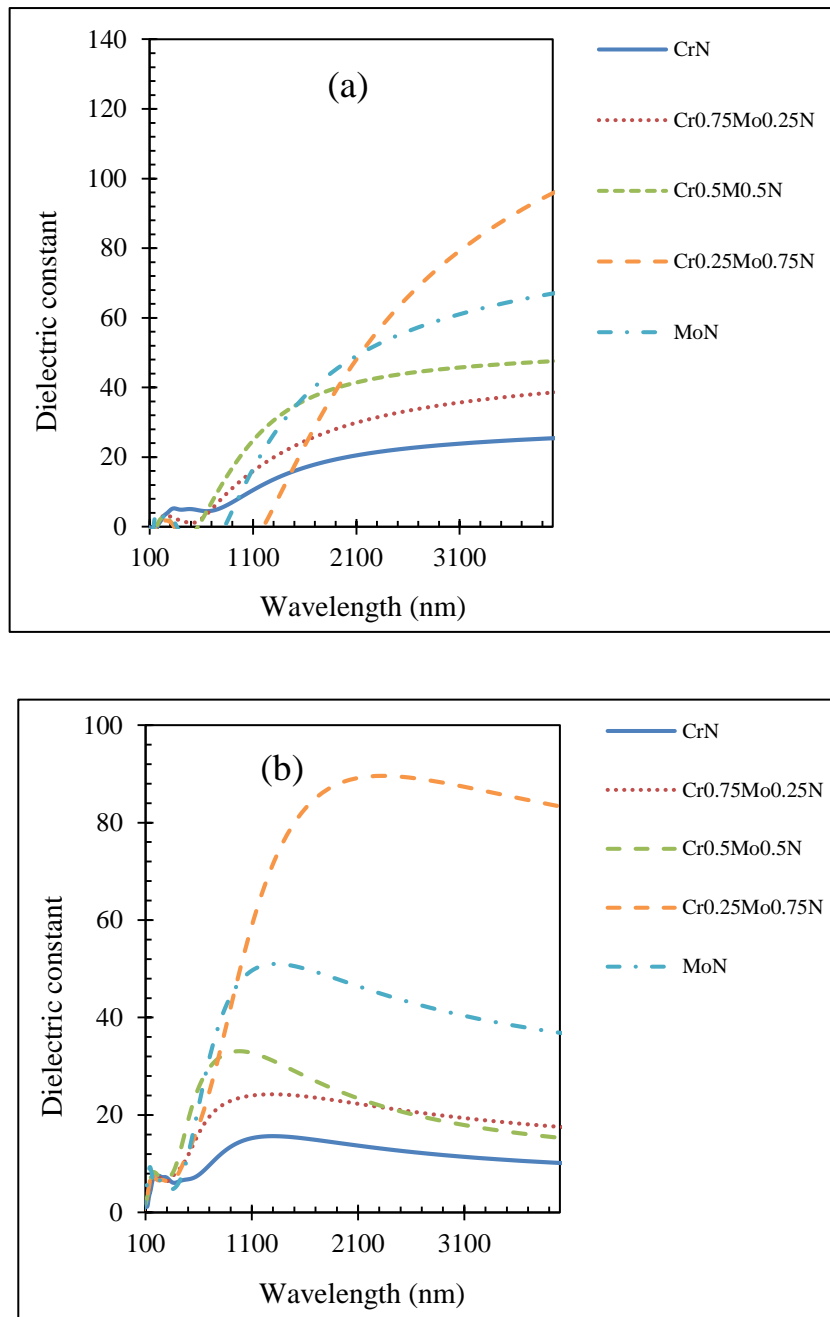 140
120
100
80
60
40
20
0
100
1100
2100
3100
Dielectric constant
Wavelength (nm)
(a)
CrN
Cr0.75Mo0.25N
Cr0.5M0.5N
Cr0.25Mo0.75N
MoN
100
80
60
40
20
0
100
1100
2100
3100
Dielectric constant
Wavelength (nm)
(b)
CrN
Cr0.75Mo0.25N
Cr0.5Mo0.5N
Cr0.25Mo0.75N
MoN